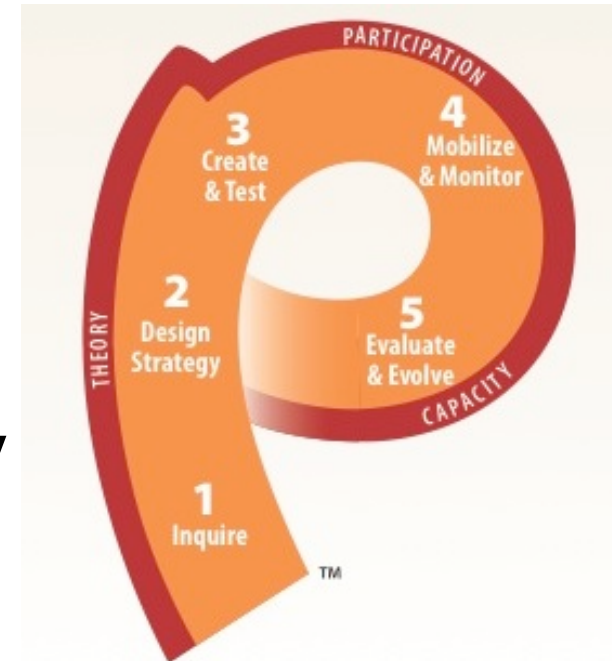 PARTICIPATION
3
Create
& Test
4
Mobilize
& Monitor
THEORY
2
Design
Strategy
5
Evaluate
& Evolve
CAPACITY
1
Inquire
TM